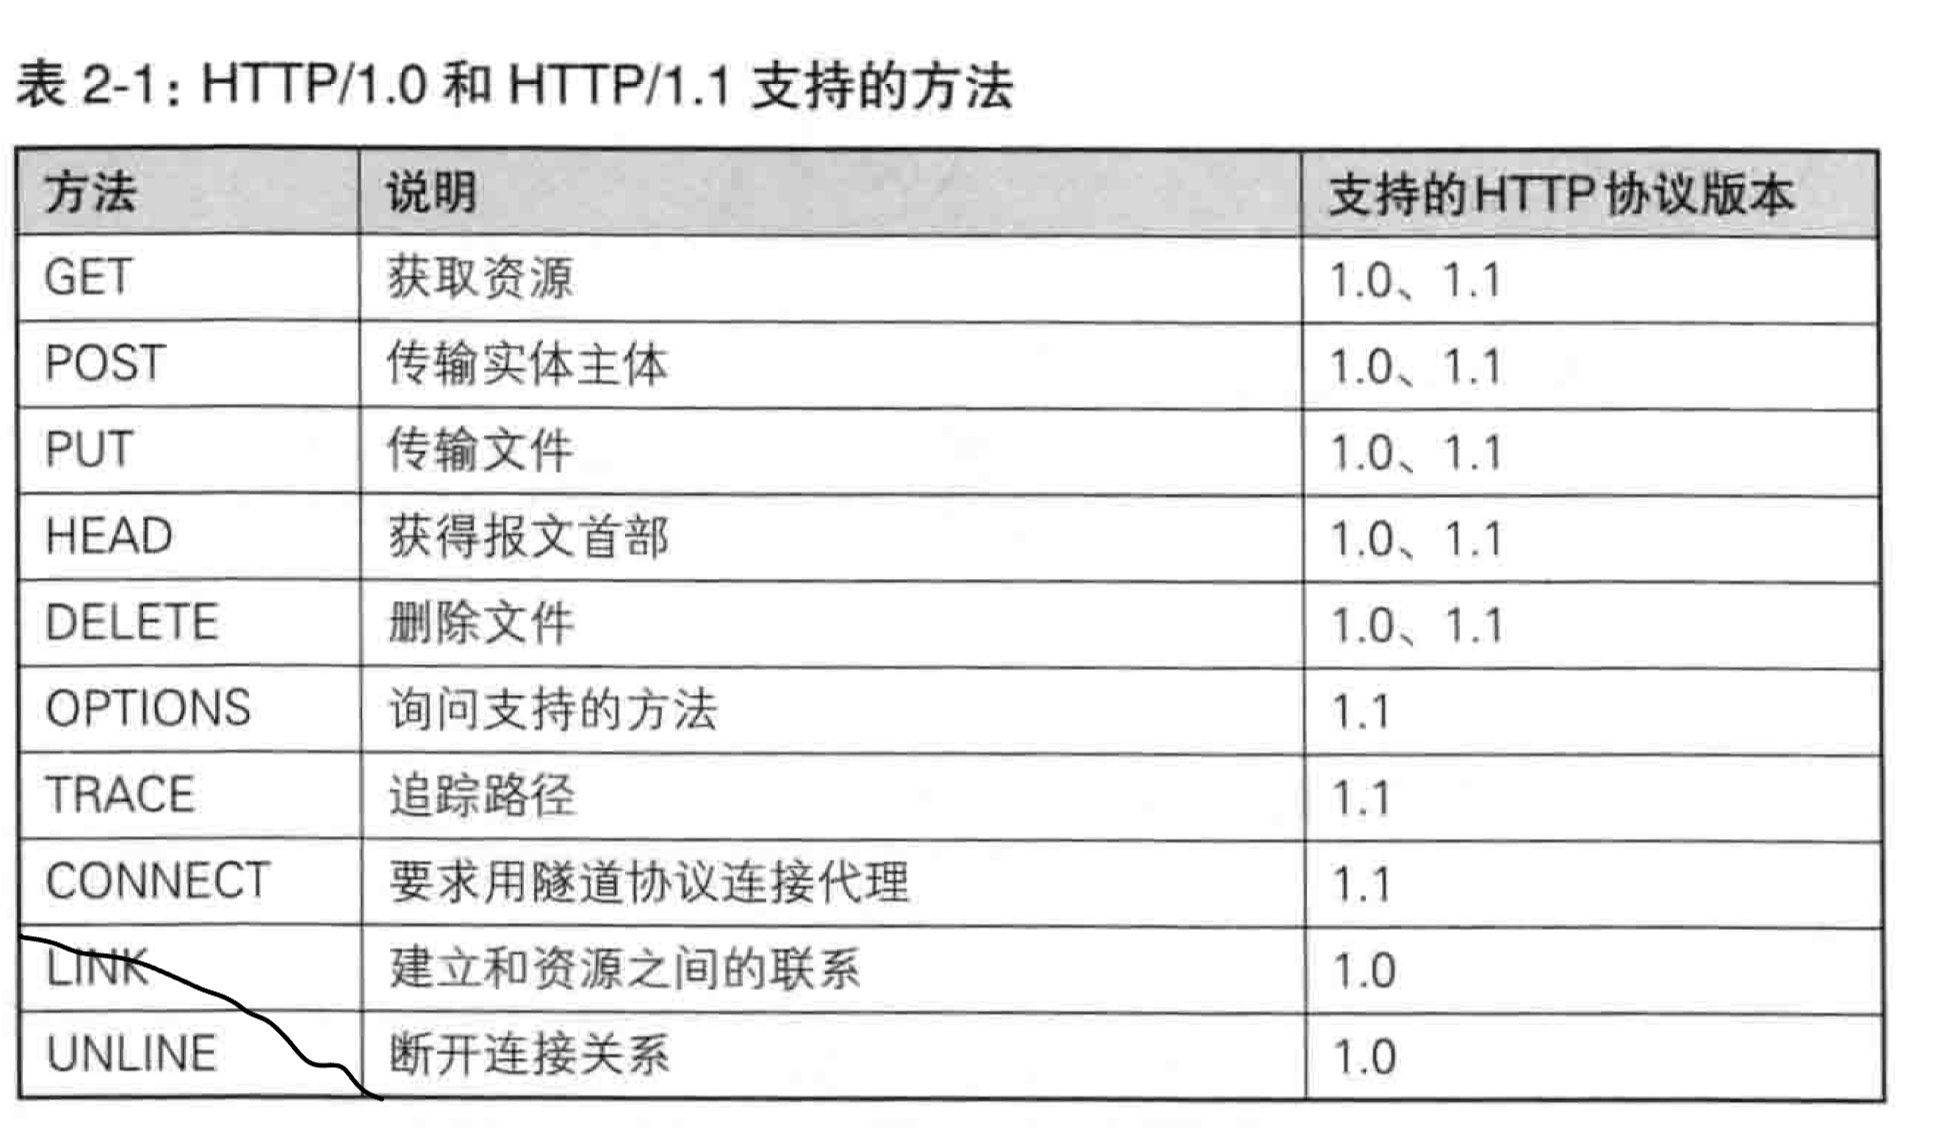 表 2-1：HTTP/1.0 和 HTTP/1.1 支持的方法
方法 说明 支持的HTTP协议版本
GET 获取资源 1.0、1.1
POST 传输实体主体 1.0、1.1
PUT 传输文件 1.0、1.1
HEAD 获得报文首部 1.0、1.1
DELETE 删除文件 1.0、1.1
OPTIONS 询问支持的方法 1.1
TRACE 追踪路径 1.1
CONNECT 要求用隧道协议连接代理 1.1
LINK 建立和资源之间的联系 1.0
UNLINE 断开连接关系 1.0